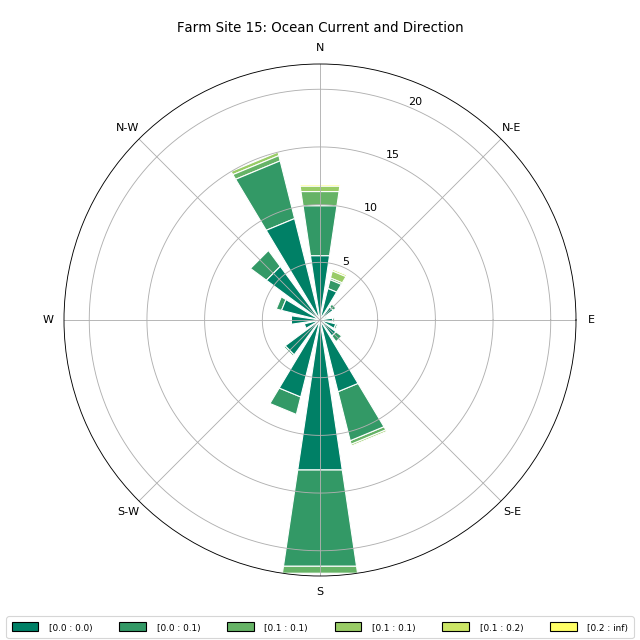 Farm Site 15: Ocean Current and Direction
N
N-W
N-E
20
15
10
5
W
E
S-W
S-E
S
[0.0 : 0.0) [0.0 : 0.1) [0.1 : 0.1) [0.1 : 0.1) [0.1 : 0.2) [0.2 : inf)